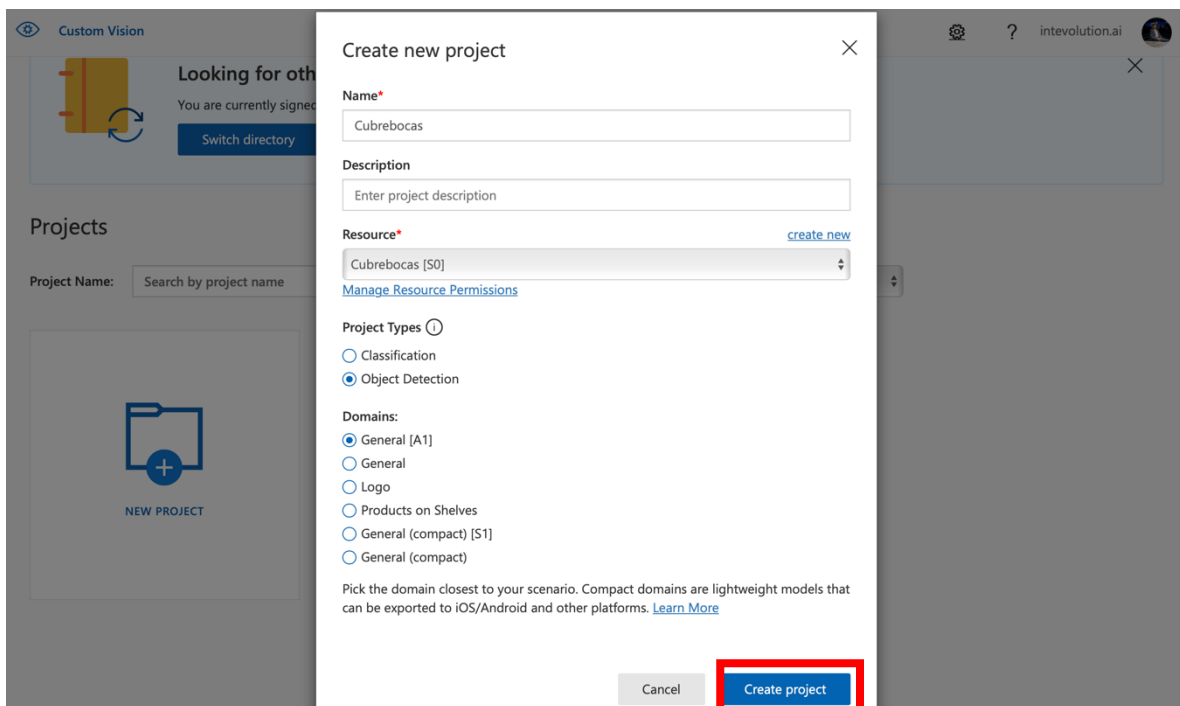 Custom Vision
? intevolution.ai
Looking for oth
You are currently signed
Switch directory
Projects
Project Name:
Search by project name
NEW PROJECT
Create new project
Name*
Cubrebocas
Description
Enter project description
Resource*
create new
Cubrebocas [S0]
Manage Resource Permissions
Project Types
Classification
Object Detection
Domains:
General [A1]
General
Logo
Products on Shelves
General (compact) [S1]
General (compact)
Pick the domain closest to your scenario. Compact domains are lightweight models that
can be exported to iOS/Android and other platforms. Learn More
Cancel
Create project